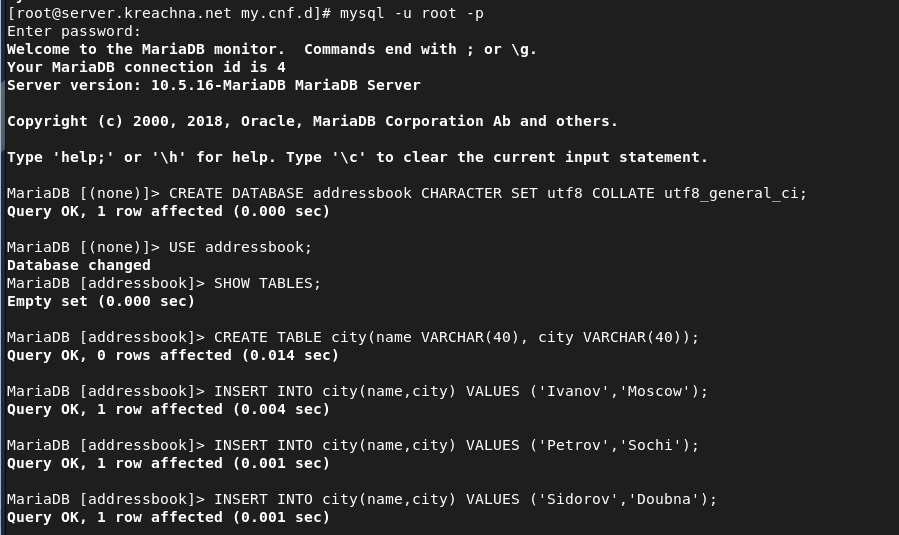 [root@server.kreachna.net my.cnf.d]# mysql -u root -p
Enter password:
Welcome to the MariaDB monitor.  Commands end with ; or \g.
Your MariaDB connection id is 4
Server version: 10.5.16-MariaDB MariaDB Server
Copyright (c) 2000, 2018, Oracle, MariaDB Corporation Ab and others.
Type 'help;' or '\h' for help. Type '\c' to clear the current input statement.
MariaDB [(none)]> CREATE DATABASE addressbook CHARACTER SET utf8 COLLATE utf8_general_ci;
Query OK, 1 row affected (0.000 sec)
MariaDB [(none)]> USE addressbook;
Database changed
MariaDB [addressbook]> SHOW TABLES;
Empty set (0.000 sec)
MariaDB [addressbook]> CREATE TABLE city(name VARCHAR(40), city VARCHAR(40));
Query OK, 0 rows affected (0.014 sec)
MariaDB [addressbook]> INSERT INTO city(name,city) VALUES ('Ivanov','Moscow');
Query OK, 1 row affected (0.004 sec)
MariaDB [addressbook]> INSERT INTO city(name,city) VALUES ('Petrov','Sochi');
Query OK, 1 row affected (0.001 sec)
MariaDB [addressbook]> INSERT INTO city(name,city) VALUES ('Sidorov','Doubna');
Query OK, 1 row affected (0.001 sec)